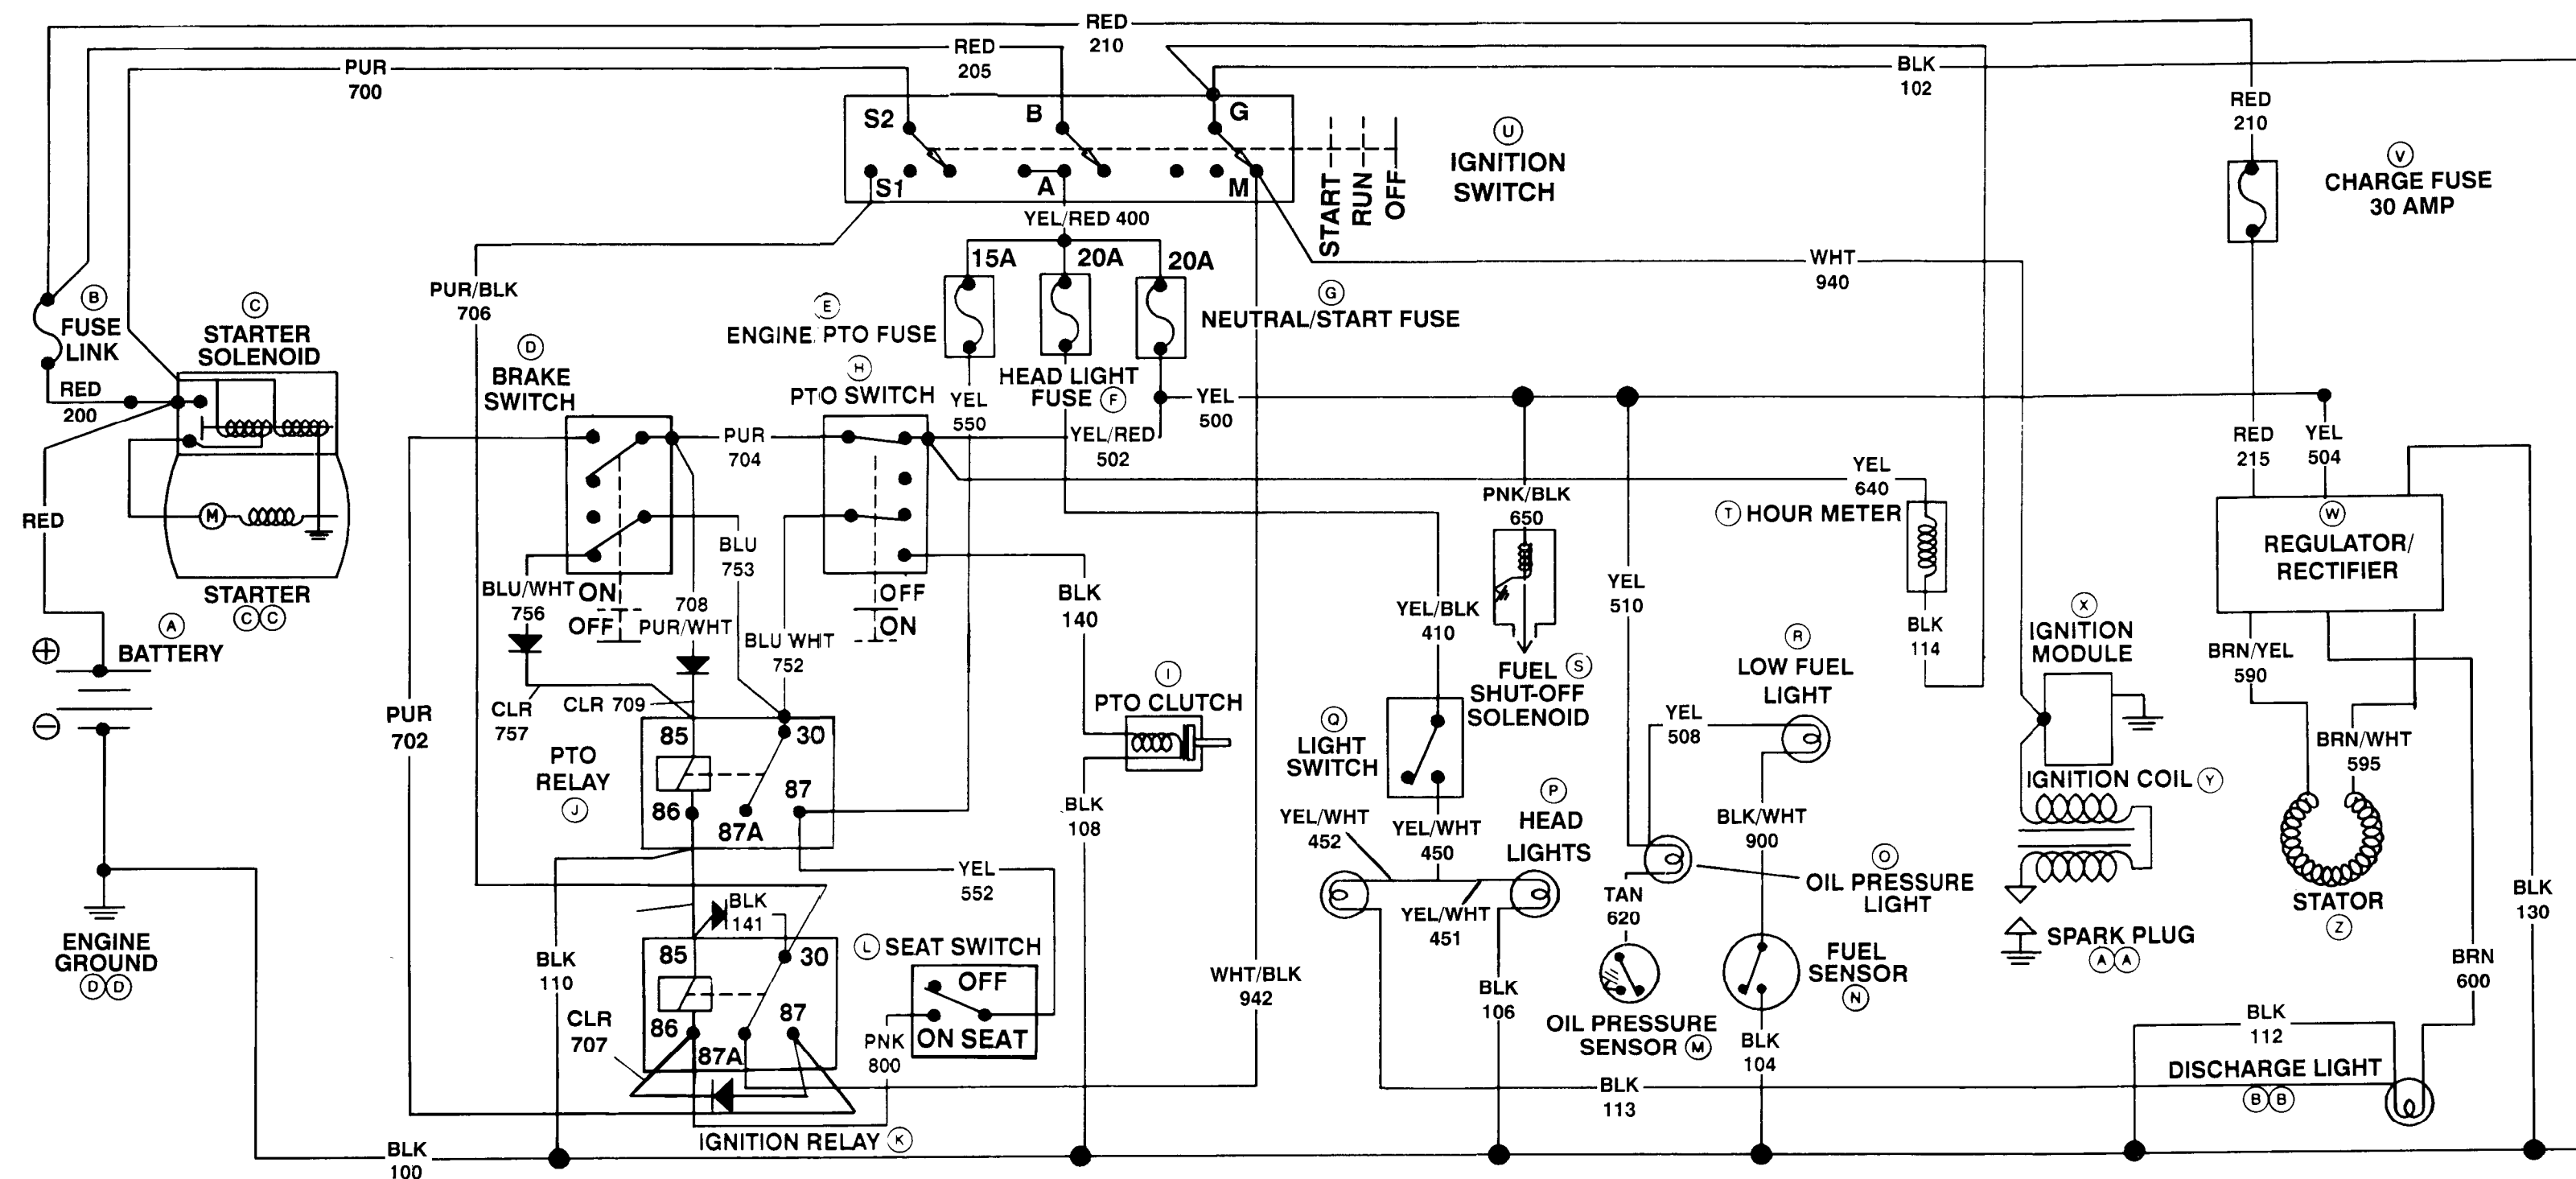 RED
210
RED
205
PUR
700
BLK
102
S2
B
G
S1
A
M
START
RUN
OFF
U
IGNITION
SWITCH
RED
210
V
CHARGE FUSE
30 AMP
YEL/RED 400
15A
20A
20A
WHT
940
PUR/BLK
706
B
FUSE
LINK
C
STARTER
SOLENOID
E
ENGINE PTO FUSE
G
NEUTRAL/START FUSE
D
BRAKE
SWITCH
H
PTO SWITCH
HEAD LIGHT
FUSE F
RED
200
YEL
550
YEL
500
PUR
704
YEL/RED
502
RED
215
YEL
504
YEL
640
RED
M
PNK/BLK
650
T HOUR METER
W
REGULATOR/
RECTIFIER
BLU
753
STARTER
C C
BLU/WHT
756
ON
OFF
708
PUR/WHT
OFF
ON
BLK
140
YEL/BLK
410
YEL
510
BLK
114
X
IGNITION
MODULE
BRN/YEL
590
A
BATTERY
BLU WHT
752
FUEL S
SHUT-OFF
SOLENOID
R
LOW FUEL
LIGHT
CLR
757
CLR 709
I
PTO CLUTCH
PUR
702
Q
LIGHT
SWITCH
YEL
508
BRN/WHT
595
PTO
RELAY
J
85
30
86
87
87A
BLK
108
P
HEAD
LIGHTS
YEL/WHT
452
YEL/WHT
450
BLK/WHT
900
IGNITION COIL Y
YEL
552
YEL/WHT
451
TAN
620
O
OIL PRESSURE
LIGHT
STATOR
Z
BLK
130
BLK
141
ENGINE
GROUND
D D
BLK
110
L SEAT SWITCH
OFF
ON SEAT
85
30
86
87
87A
CLR
707
PNK
800
WHT/BLK
942
BLK
106
OIL PRESSURE
SENSOR M
FUEL
SENSOR
N
SPARK PLUG
A A
BRN
600
BLK
104
BLK
112
DISCHARGE LIGHT
B B
BLK
113
IGNITION RELAY K
BLK
100